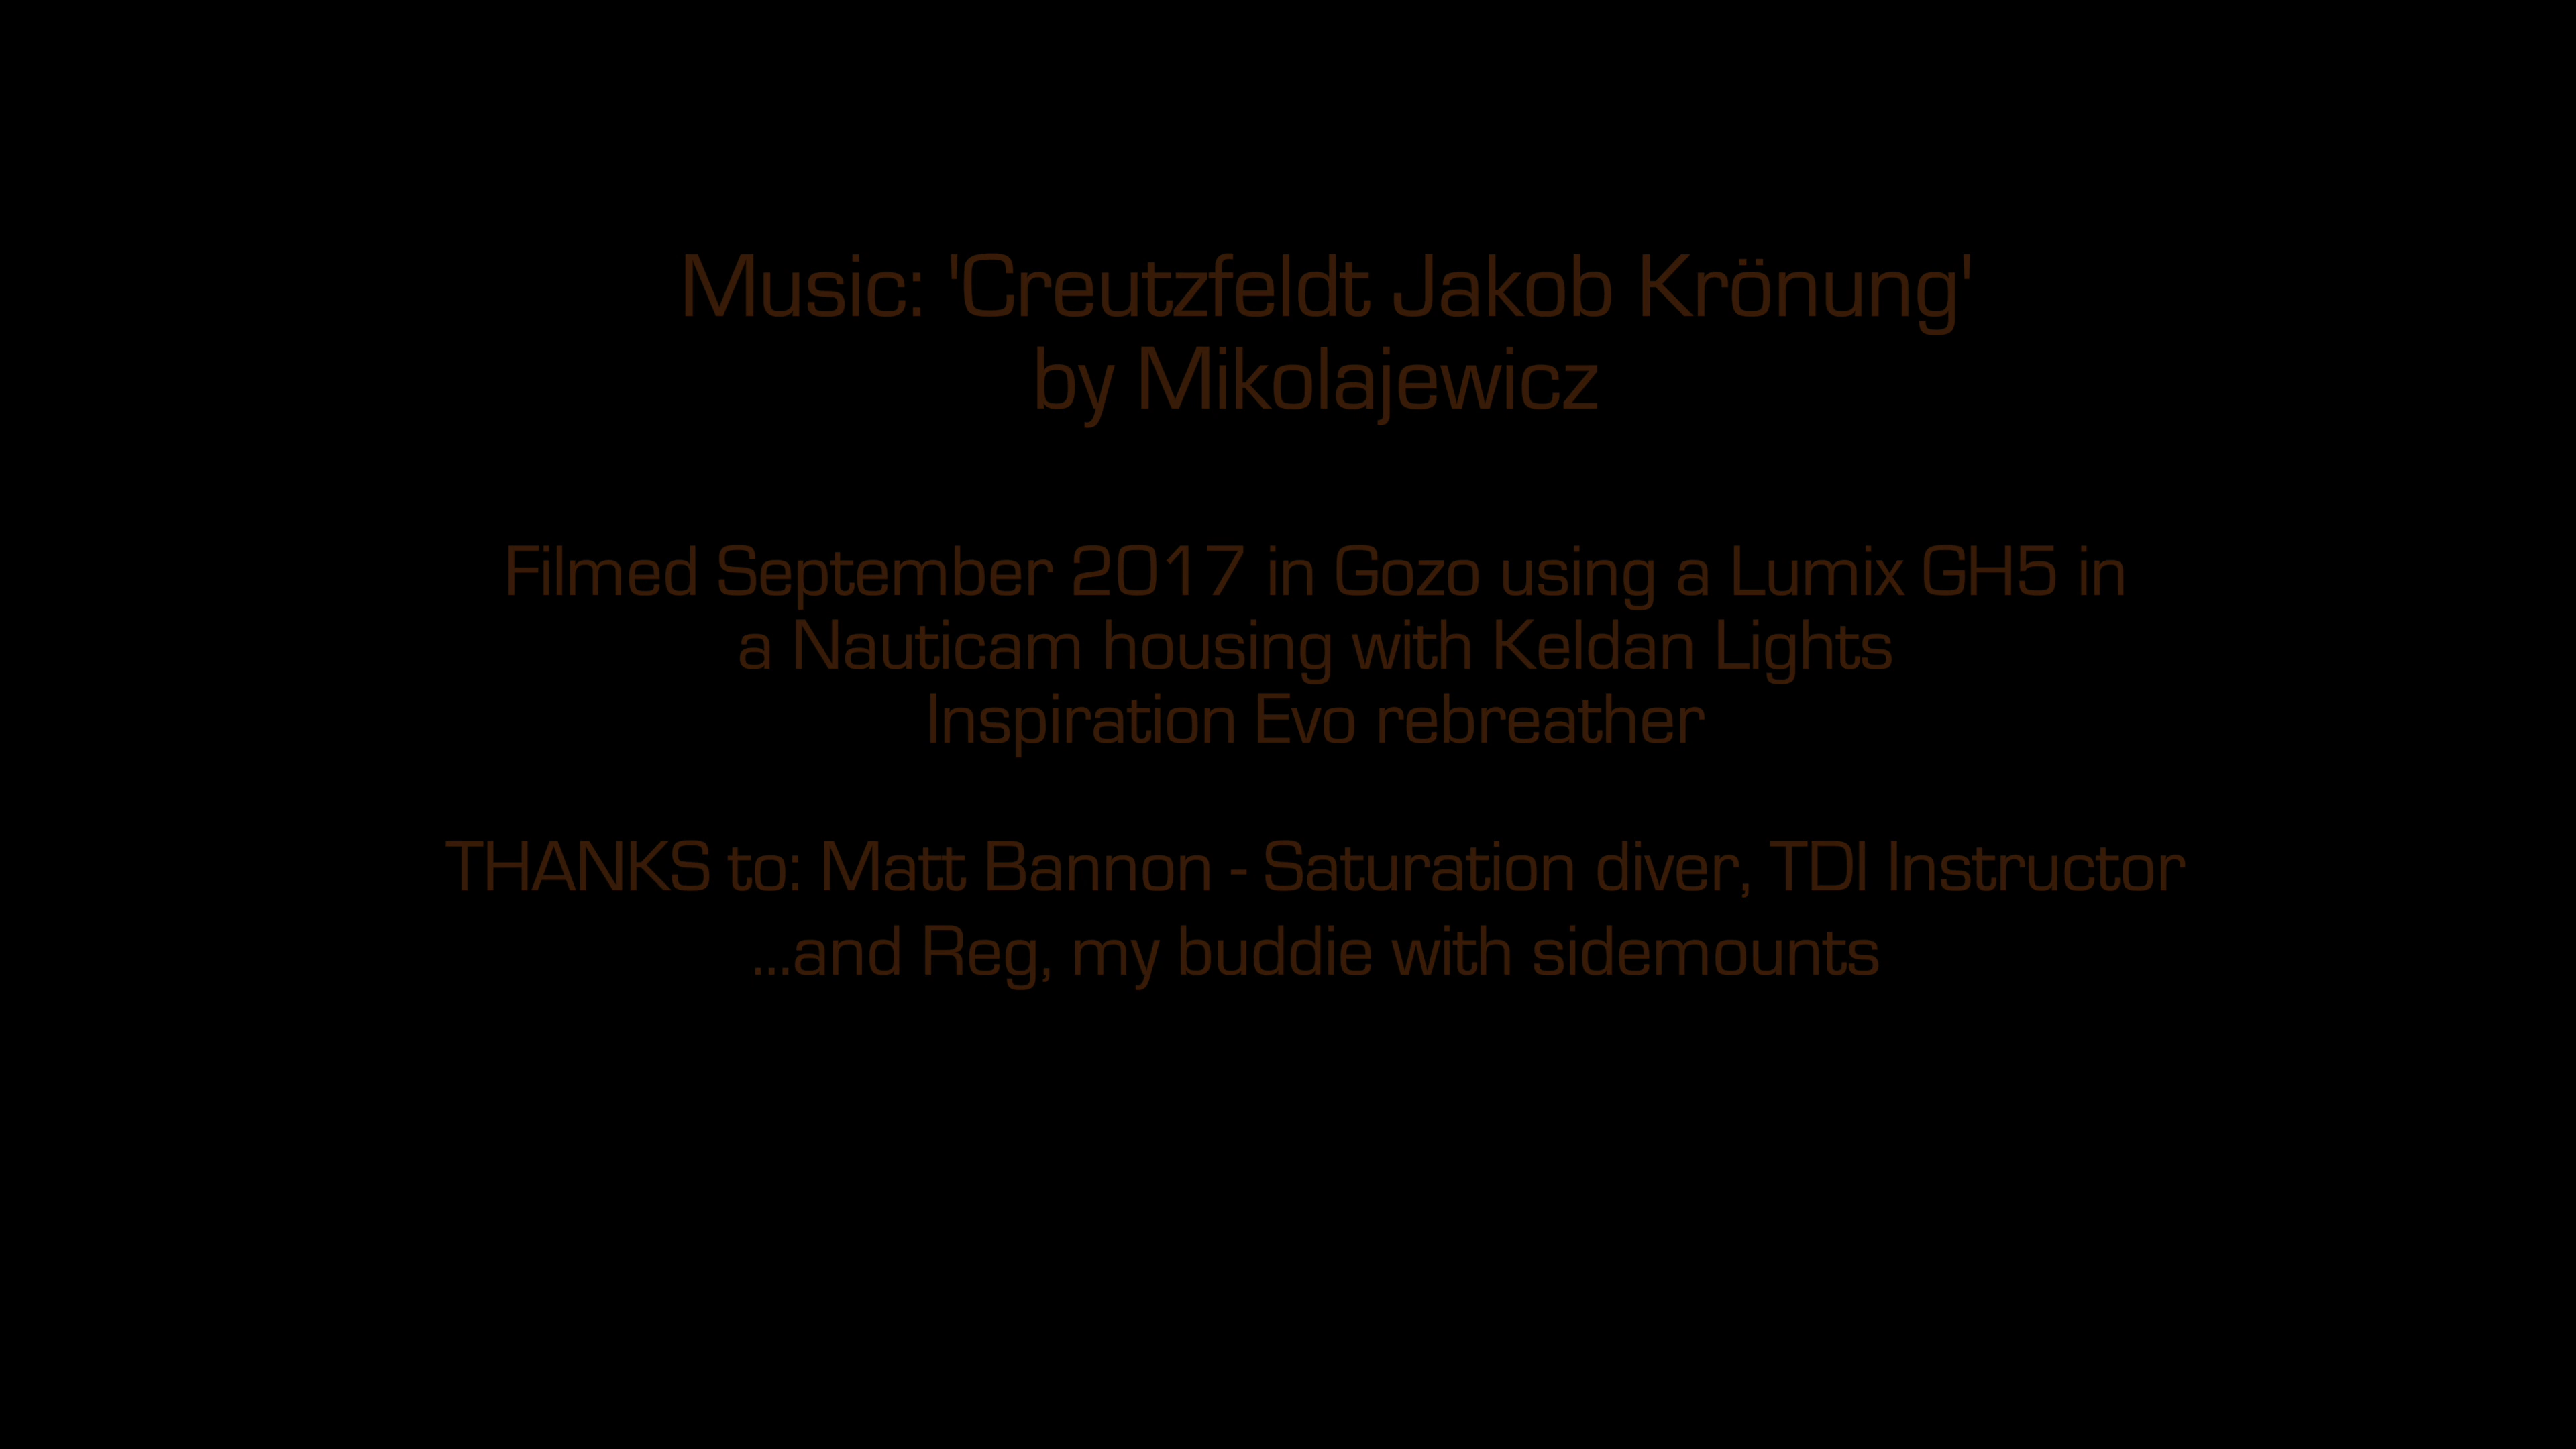 Music: 'Creutzfeldt Jakob Krönung'
by Mikolajewicz
Filmed September 2017 in Gozo using a Lumix GH5 in
a Nauticam housing with Keldan Lights
Inspiration Evo rebreather
THANKS to: Matt Bannon - Saturation diver, TDI Instructor
...and Reg, my buddie with sidemounts